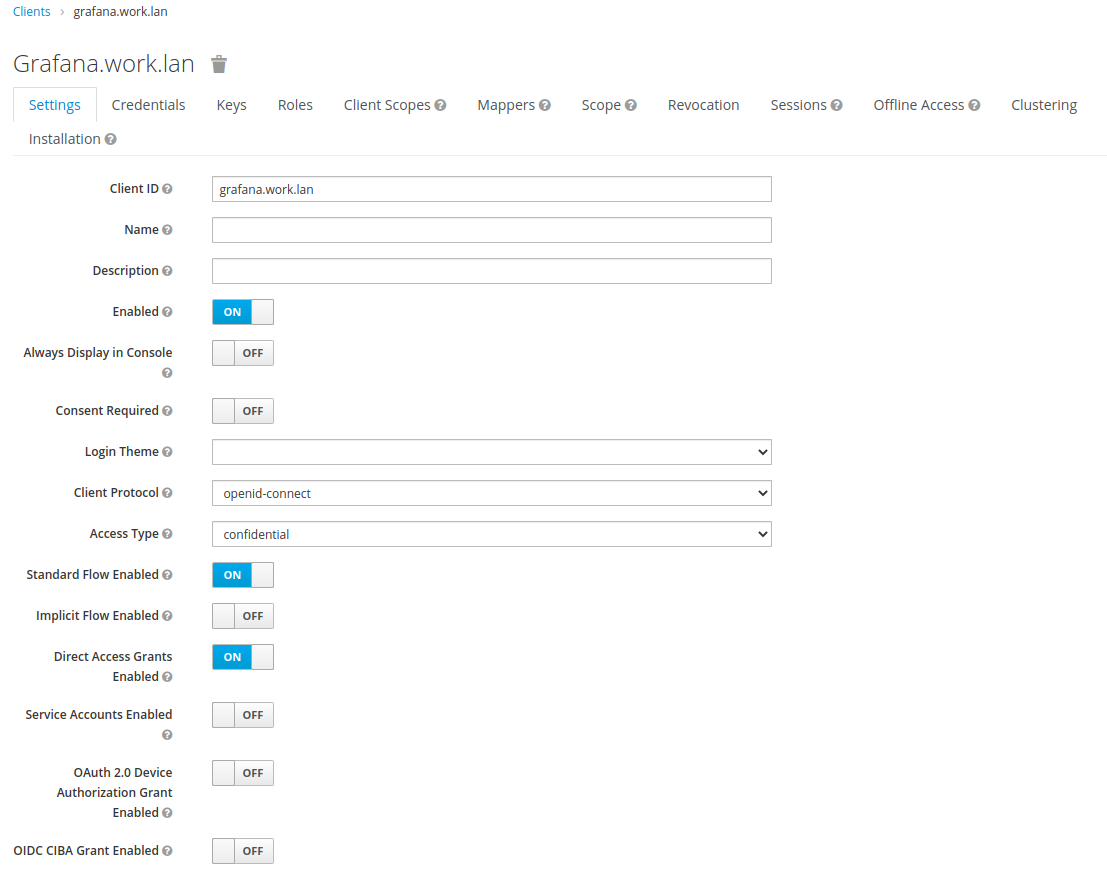 Clients › grafana.work.lan
Grafana.work.lan
Settings Credentials Keys Roles Client Scopes Mappers Scope Revocation Sessions Offline Access Clustering
Installation
Client ID grafana.work.lan
Name
Description
Enabled ON
Always Display in Console OFF
Consent Required OFF
Login Theme
Client Protocol openid-connect
Access Type confidential
Standard Flow Enabled ON
Implicit Flow Enabled OFF
Direct Access Grants ON
Enabled
Service Accounts Enabled OFF
OAuth 2.0 Device OFF
Authorization Grant
Enabled
OIDC CIBA Grant Enabled OFF